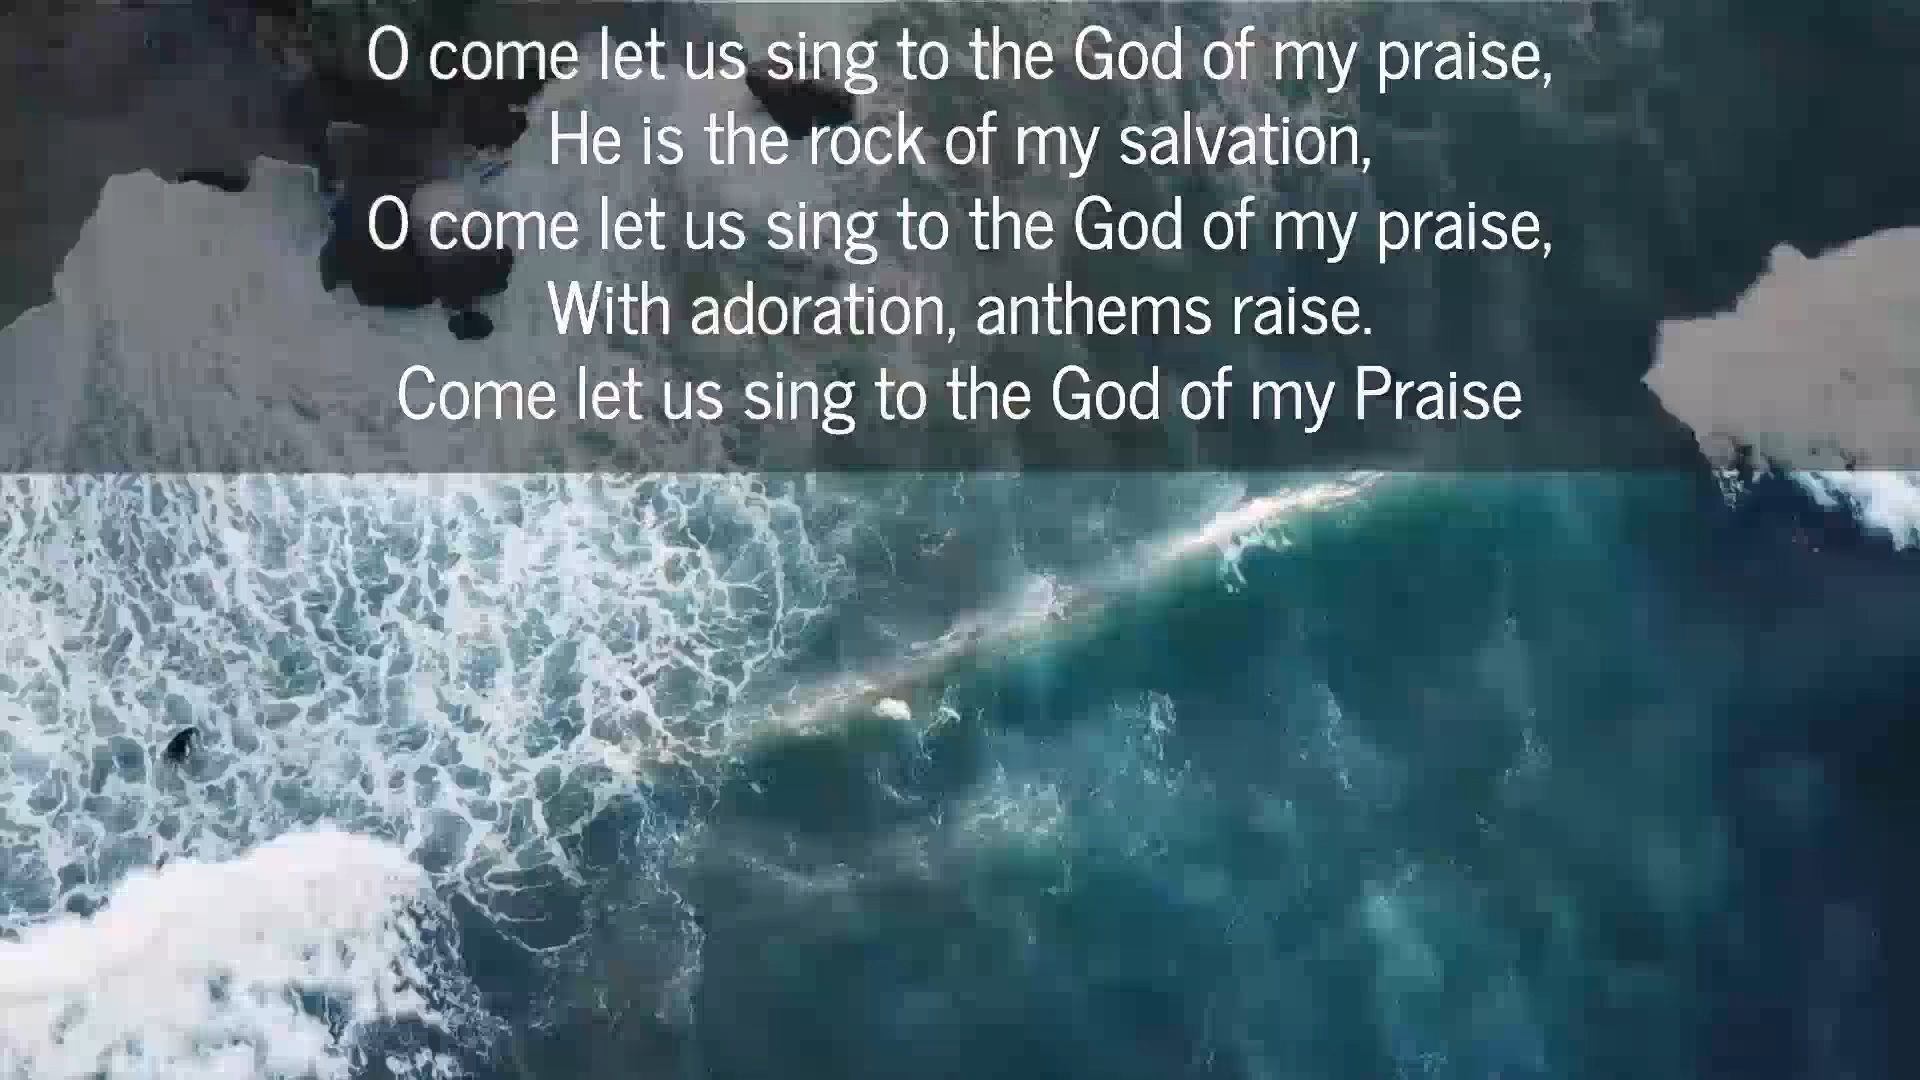 O come let us sing to the God of my praise,
He is the rock of my salvation,
O come let us sing to the God of my praise,
With adoration, anthems raise.
Come let us sing to the God of my Praise